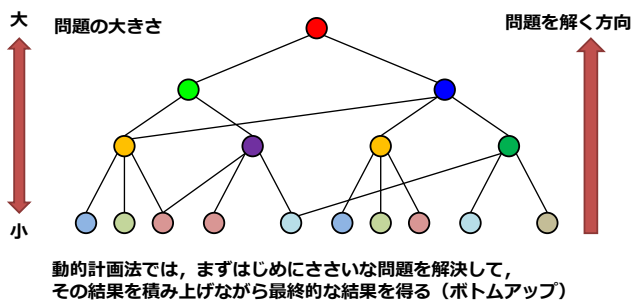 大
問題の大きさ
問題を解く方向
小
動的計画法では，まずはじめにささいな問題を解決して，
その結果を積み上げながら最終的な結果を得る（ボトムアップ）